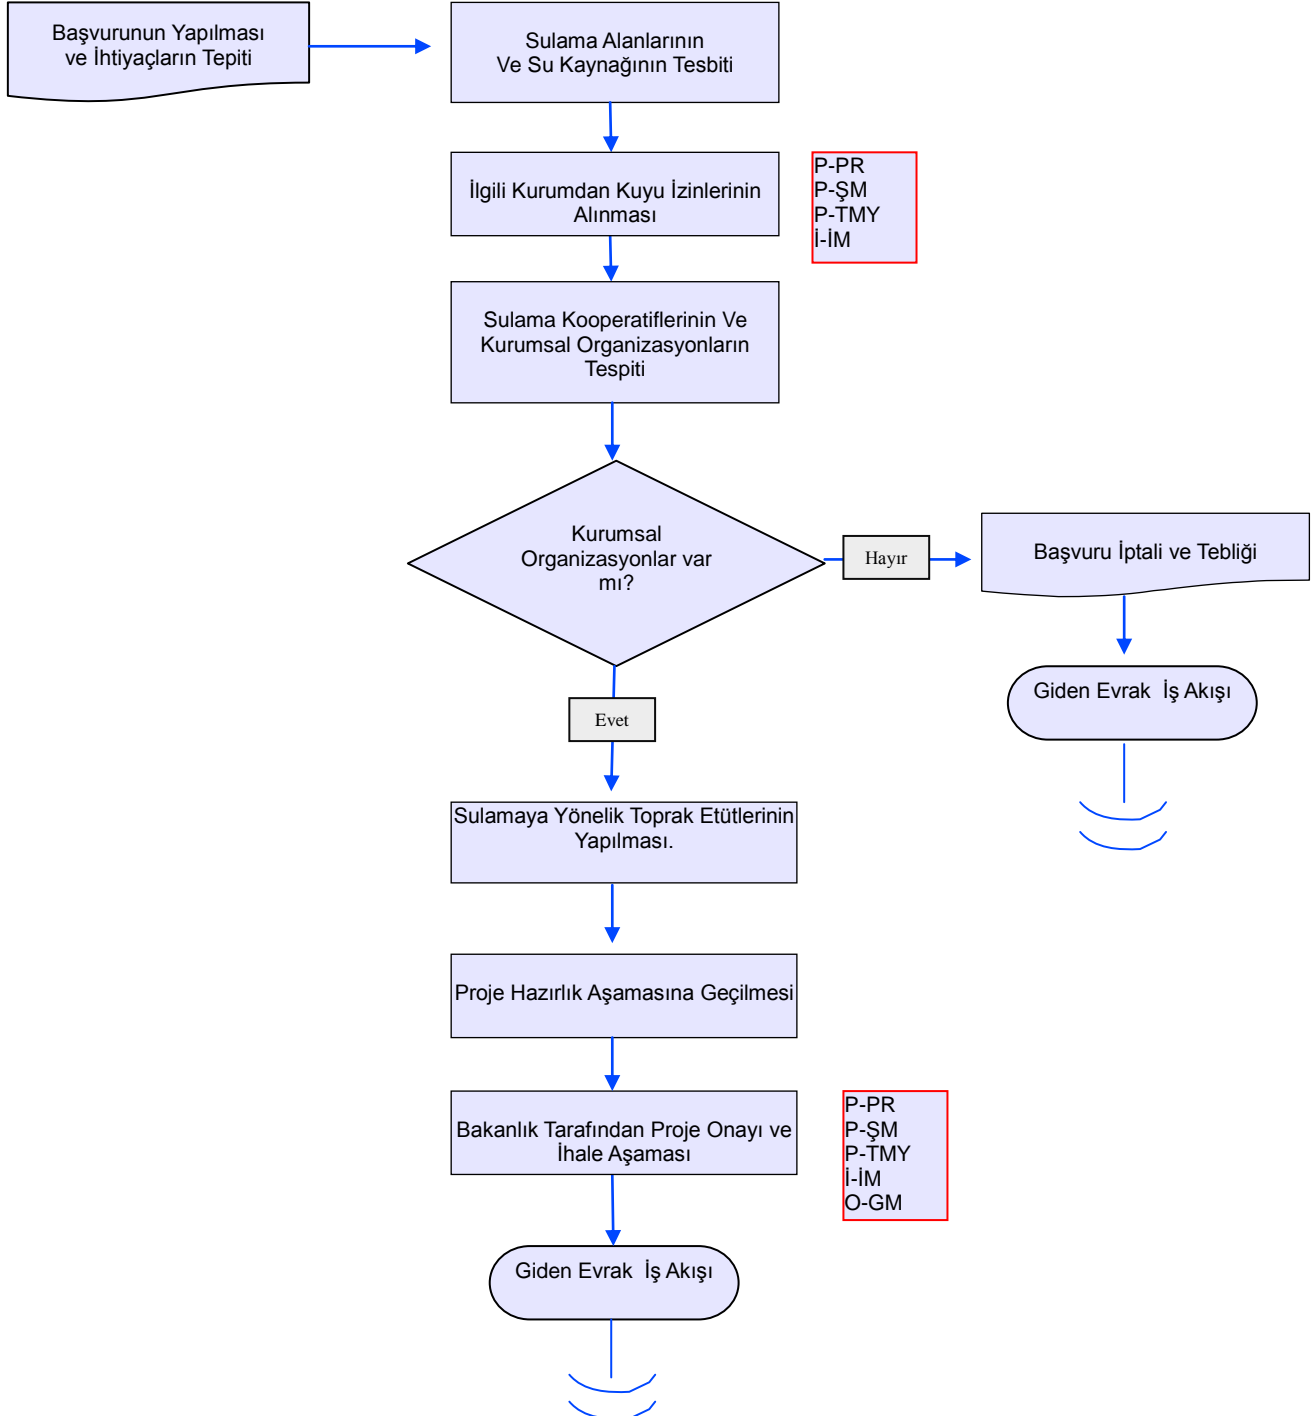 Başvurunun Yapılması
ve İhtiyaçların Tepiti
Sulama Alanlarının
Ve Su Kaynağının Tesbiti
İlgili Kurumdan Kuyu İzinlerinin
Alınması
P-PR
P-ŞM
P-TMY
İ-İM
Sulama Kooperatiflerinin Ve
Kurumsal Organizasyonların
Tespiti
Kurumsal
Organizasyonlar var
mı?
Hayır
Başvuru İptali ve Tebliği
Giden Evrak İş Akışı
Evet
Sulamaya Yönelik Toprak Etütlerinin
Yapılması.
Proje Hazırlık Aşamasına Geçilmesi
Bakanlık Tarafından Proje Onayı ve
İhale Aşaması
P-PR
P-ŞM
P-TMY
İ-İM
O-GM
Giden Evrak İş Akışı